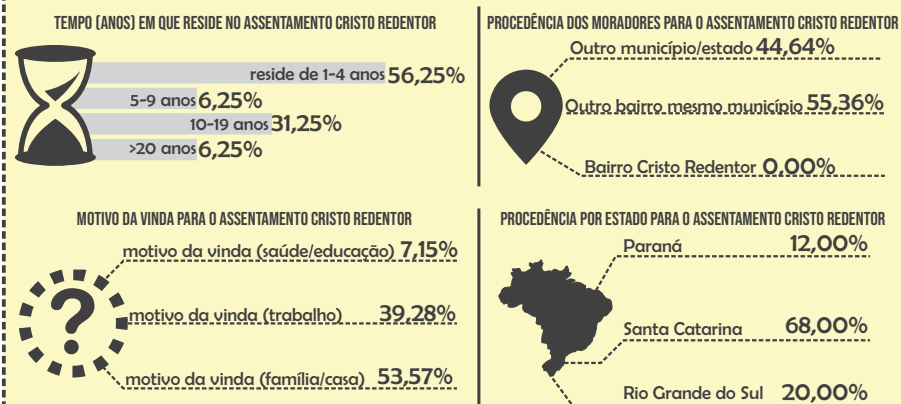 TEMPO (ANOS) EM QUE RESIDE NO ASSENTAMENTO CRISTO REDENTOR
reside de 1-4 anos 56,25%
5-9 anos 6,25%
10-19 anos 31,25%
>20 anos 6,25%
PROCEDÊNCIA DOS MORADORES PARA O ASSENTAMENTO CRISTO REDENTOR
Outro município/estado 44,64%
Outro bairro mesmo município 55,36%
Bairro Cristo Redentor 0,00%
MOTIVO DA VINDA PARA O ASSENTAMENTO CRISTO REDENTOR
motivo da vinda (saúde/educação) 7,15%
motivo da vinda (trabalho) 39,28%
motivo da vinda (família/casa) 53,57%
PROCEDÊNCIA POR ESTADO PARA O ASSENTAMENTO CRISTO REDENTOR
Paraná 12,00%
Santa Catarina 68,00%
Rio Grande do Sul 20,00%